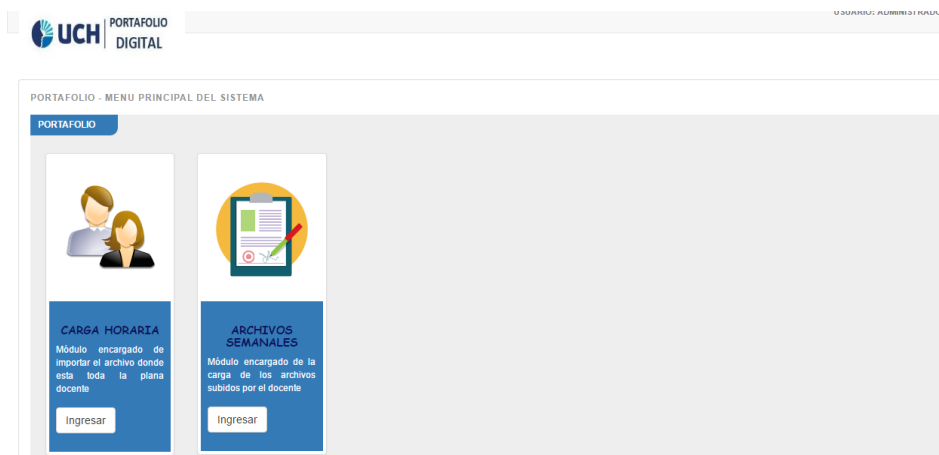 USUARIO: ADMINISTRADO
UCH PORTAFOLIO
DIGITAL
PORTAFOLIO - MENU PRINCIPAL DEL SISTEMA
PORTAFOLIO
CARGA HORARIA
Módulo encargado de
importar el archivo donde
esta toda la plana
docente
Ingresar
ARCHIVOS
SEMANALES
Módulo encargado de la
carga de los archivos
subidos por el docente
Ingresar